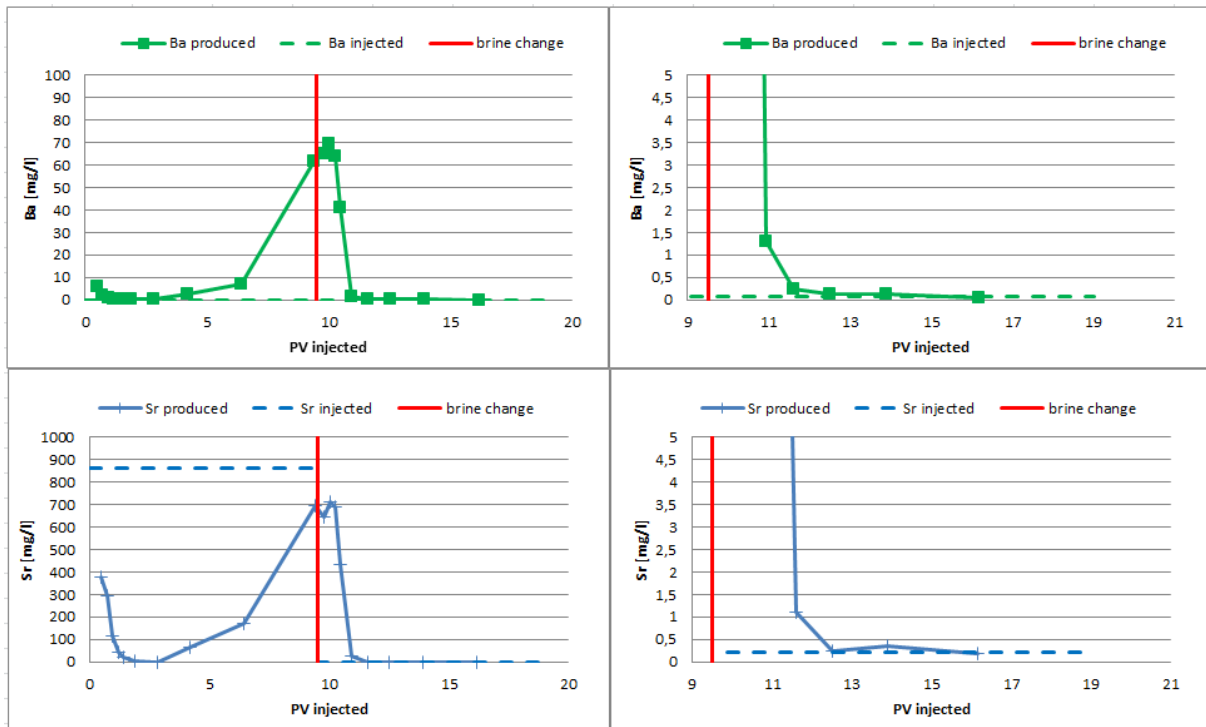 Ba produced Ba injected brine change
100
90
80
70
60
50
40
30
20
10
0
Ba [mg/l]
0 5 10 15 20
PV injected
Ba produced Ba injected brine change
5
4,5
4
3,5
3
2,5
2
1,5
1
0,5
0
Ba [mg/l]
9 11 13 15 17 19 21
PV injected
Sr produced Sr injected brine change
1000
900
800
700
600
500
400
300
200
100
0
Sr [mg/l]
0 5 10 15 20
PV injected
Sr produced Sr injected brine change
5
4,5
4
3,5
3
2,5
2
1,5
1
0,5
0
Sr [mg/l]
9 11 13 15 17 19 21
PV injected